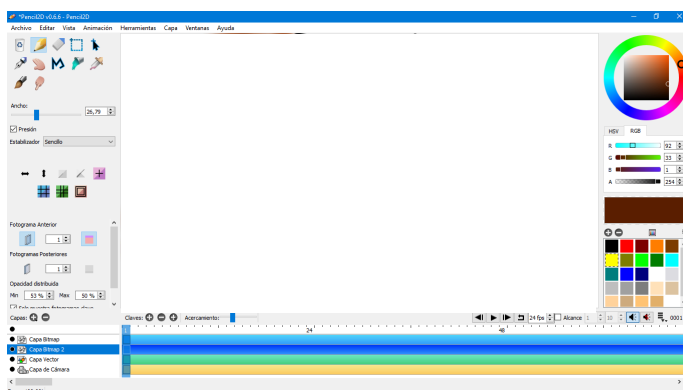 *Pencil2D v0.6.6 - Pencil2D
Archivo Editar Vista Animación Herramientas Capa Ventanas Ayuda
Ancho:
26,79
Presión
Estabilizador Sencillo
HSV RGB
R 92
G 33
B 1
A 254
Fotograma Anterior
1
Fotogramas Posteriores
1
Opacidad distribuida
Min 53 % Max 50 %
Capas: Claves: Acercamiento: 24 fps Alcance 1 10 0001
24 48
Capa Bitmap
Capa Bitmap 2
Capa Vector
Capa de Cámara